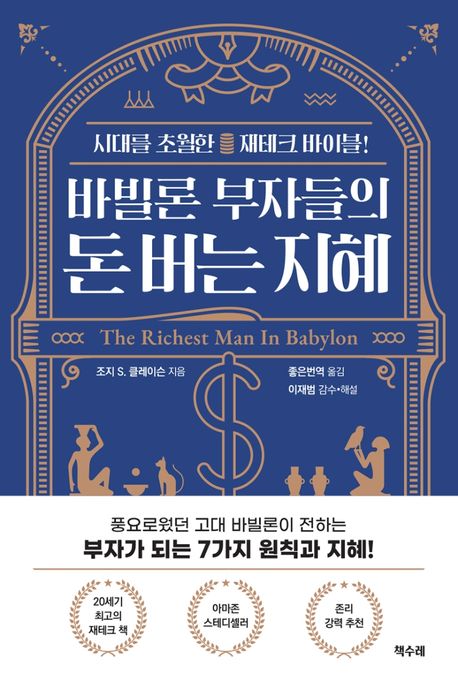 시대를 초월한 재테크 바이블!
바빌론 부자들의
돈 버는 지혜
The Richest Man In Babylon
조지 S. 클레이슨 지음
좋은번역 옮김
이재범 감수•해설
풍요로웠던 고대 바빌론이 전하는
부자가 되는 7가지 원칙과 지혜!
20세기
최고의
재테크 책
아마존
스테디셀러
존리
강력 추천
책수레